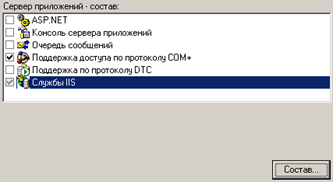 Сервер приложений - состав:
ASP.NET
Консоль сервера приложений
Очередь сообщений
Поддержка доступа по протоколу COM+
Поддержка по протоколу DTC
Службы IIS
Состав...